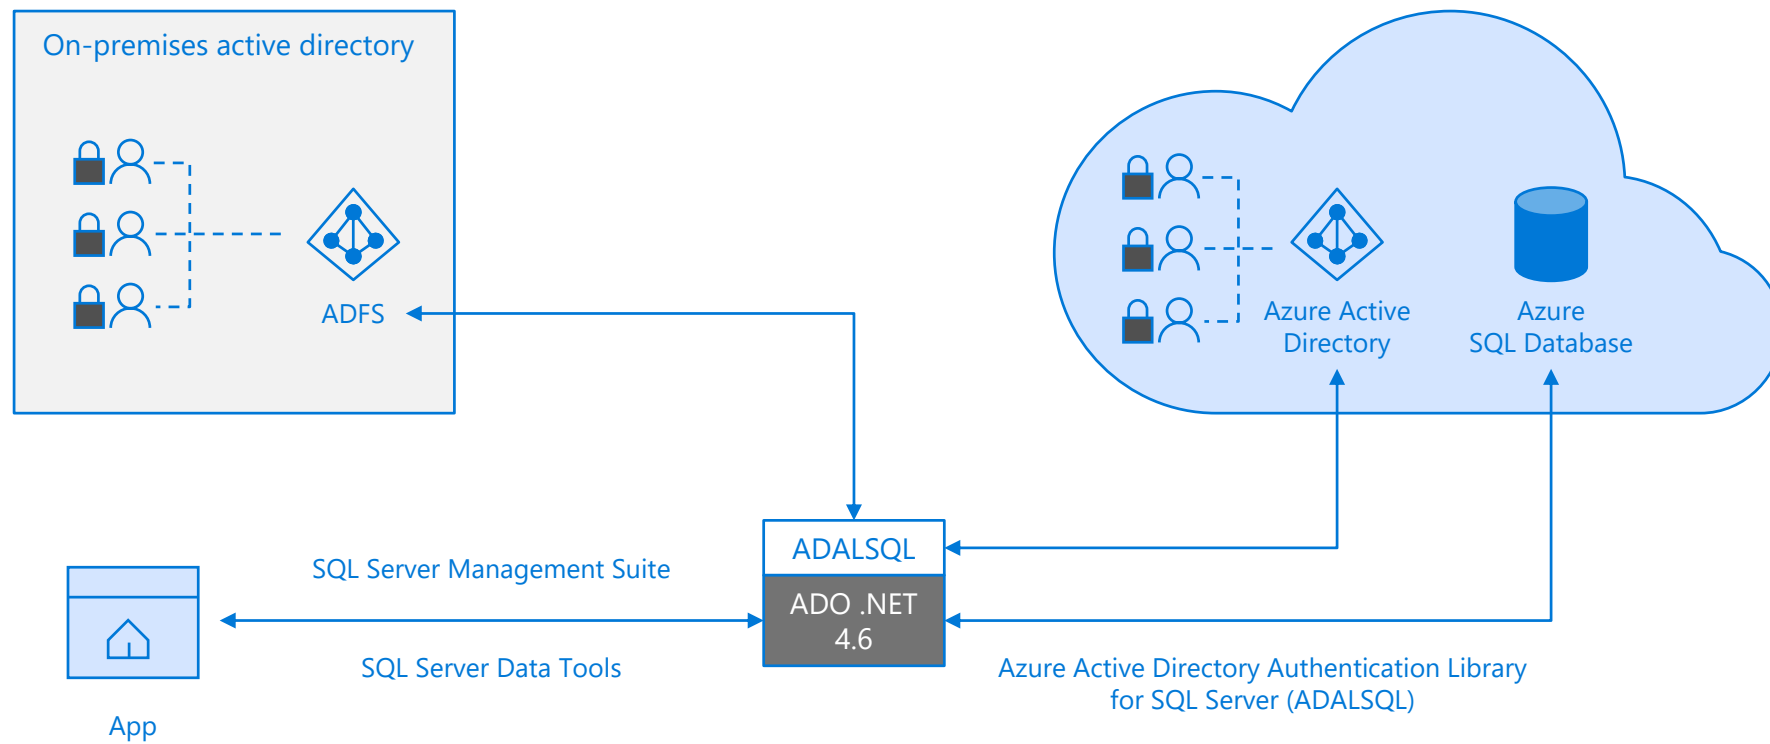 On-premises active directory
ADFS
Azure Active
Directory
Azure
SQL Database
ADALSQL
ADO .NET
4.6
SQL Server Management Suite
SQL Server Data Tools
App
Azure Active Directory Authentication Library
for SQL Server (ADALSQL)